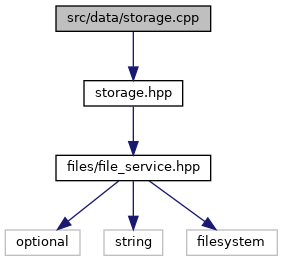 src/data/storage.cpp
storage.hpp
files/file_service.hpp
optional
string
filesystem